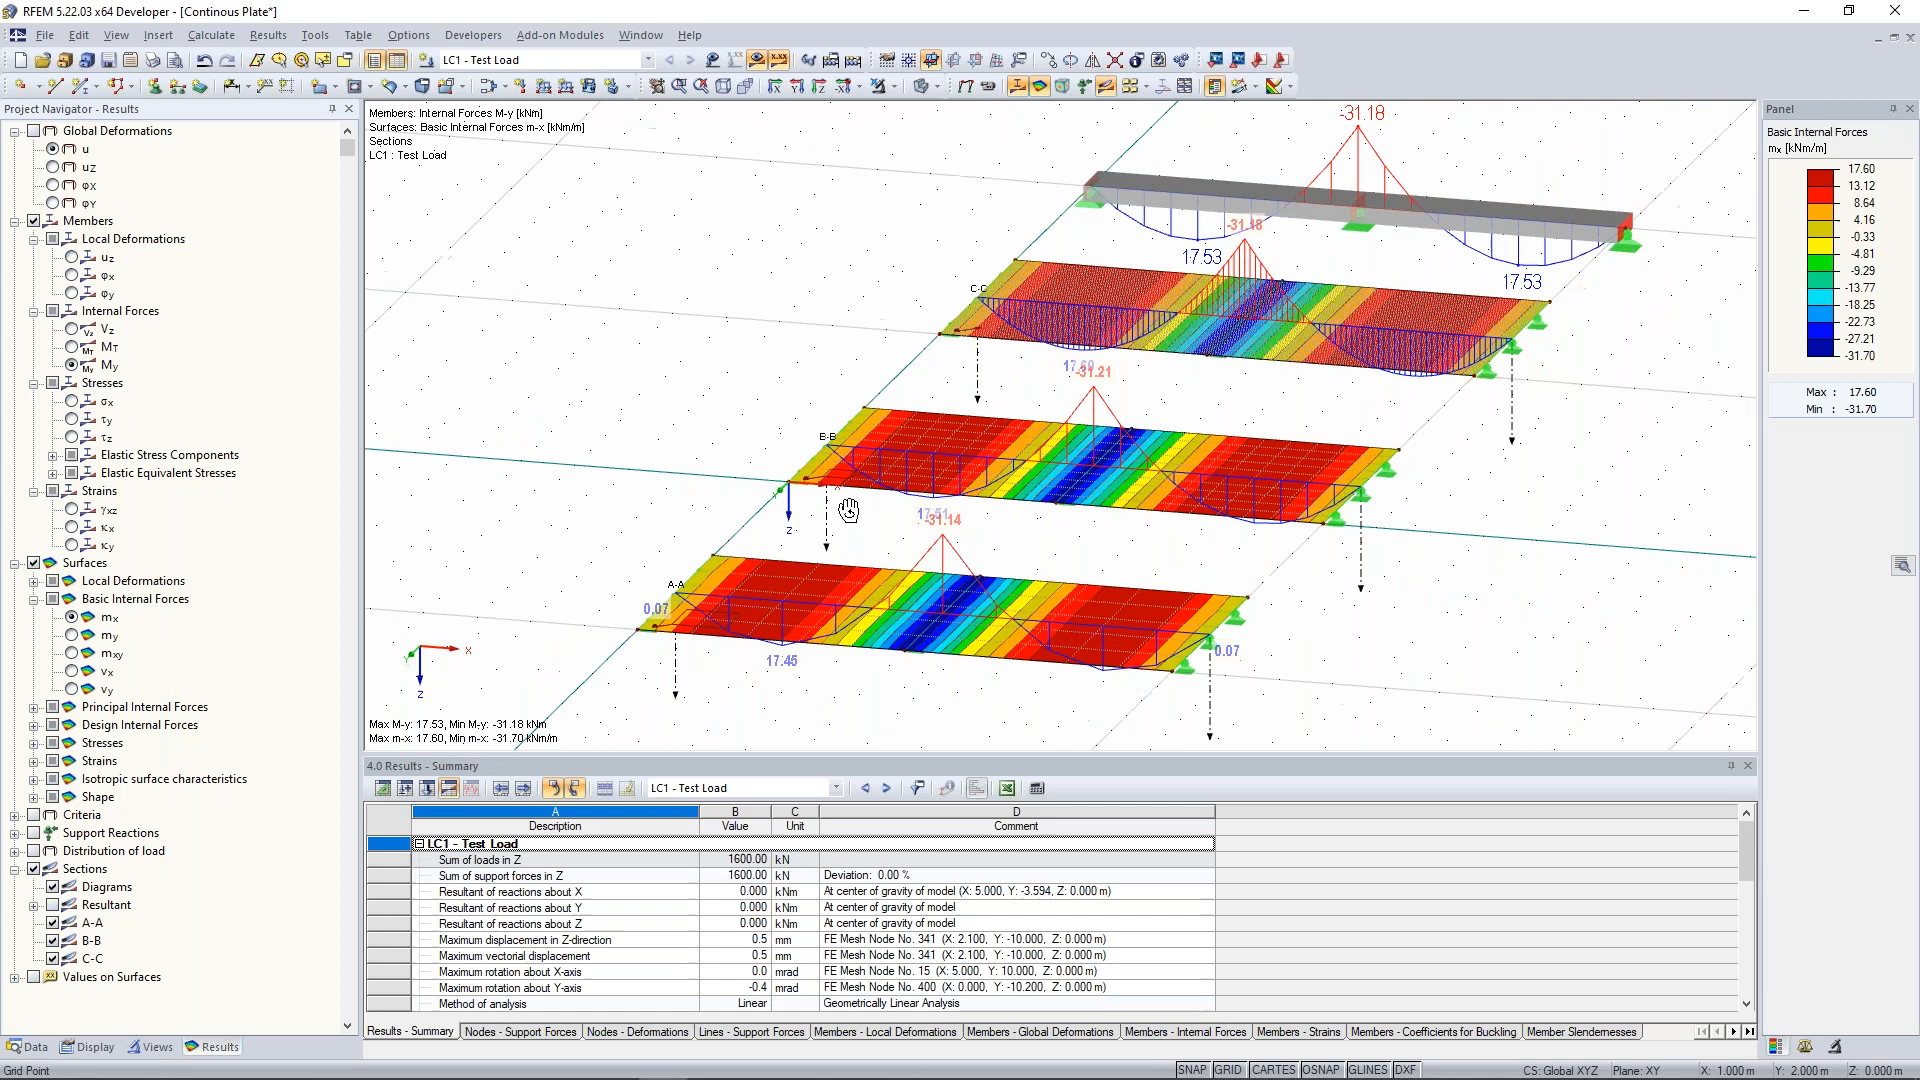 RFEM 5.22.03 x64 Developer - [Continous Plate*]
File Edit View Insert Calculate Results Tools Table Options Developers Add-on Modules Window Help
LC1 - Test Load
Project Navigator - Results
Global Deformations
u
uZ
φX
φY
Members
Local Deformations
uz
φx
φy
Internal Forces
Vz
MT
My
Stresses
σx
τy
τz
Elastic Stress Components
Elastic Equivalent Stresses
Strains
γxz
κx
κy
Surfaces
Local Deformations
Basic Internal Forces
mx
my
mxy
vx
vy
Principal Internal Forces
Design Internal Forces
Stresses
Strains
Isotropic surface characteristics
Shape
Criteria
Support Reactions
Distribution of load
Sections
Diagrams
Resultant
A-A
B-B
C-C
Values on Surfaces
Data Display Views Results
Members: Internal Forces M-y [kNm]
Surfaces: Basic Internal Forces m-x [kNm/m]
Sections
LC1 : Test Load
-31.18
-31.18
17.53
17.53
C-C
17.60
-31.21
B-B
Z
17.51
-31.14
A-A
0.07
17.45
0.07
X
Y
Z
Max M-y: 17.53, Min M-y: -31.18 kNm
Max m-x: 17.60, Min m-x: -31.70 kNm/m
Panel
Basic Internal Forces
mx [kNm/m]
17.60
13.12
8.64
4.16
-0.33
-4.81
-9.29
-13.77
-18.25
-22.73
-27.21
-31.70
Max : 17.60
Min : -31.70
4.0 Results - Summary
LC1 - Test Load
A B C D
Description Value Unit Comment
LC1 - Test Load
Sum of loads in Z 1600.00 kN
Sum of support forces in Z 1600.00 kN Deviation: 0.00 %
Resultant of reactions about X 0.000 kNm At center of gravity of model (X: 5.000, Y: -3.594, Z: 0.000 m)
Resultant of reactions about Y 0.000 kNm At center of gravity of model
Resultant of reactions about Z 0.000 kNm At center of gravity of model
Maximum displacement in Z-direction 0.5 mm FE Mesh Node No. 341 (X: 2.100, Y: -10.000, Z: 0.000 m)
Maximum vectorial displacement 0.5 mm FE Mesh Node No. 341 (X: 2.100, Y: -10.000, Z: 0.000 m)
Maximum rotation about X-axis 0.0 mrad FE Mesh Node No. 15 (X: 5.000, Y: 10.000, Z: 0.000 m)
Maximum rotation about Y-axis -0.4 mrad FE Mesh Node No. 400 (X: 0.000, Y: -10.200, Z: 0.000 m)
Method of analysis Linear Geometrically Linear Analysis
Results - Summary Nodes - Support Forces Nodes - Deformations Lines - Support Forces Members - Local Deformations Members - Global Deformations Members - Internal Forces Members - Strains Members - Coefficients for Buckling Member Slendernesses
Grid Point SNAP GRID CARTES OSNAP GLINES DXF CS: Global XYZ Plane: XY X: 1.000 m Y: 2.000 m Z: 0.000 m